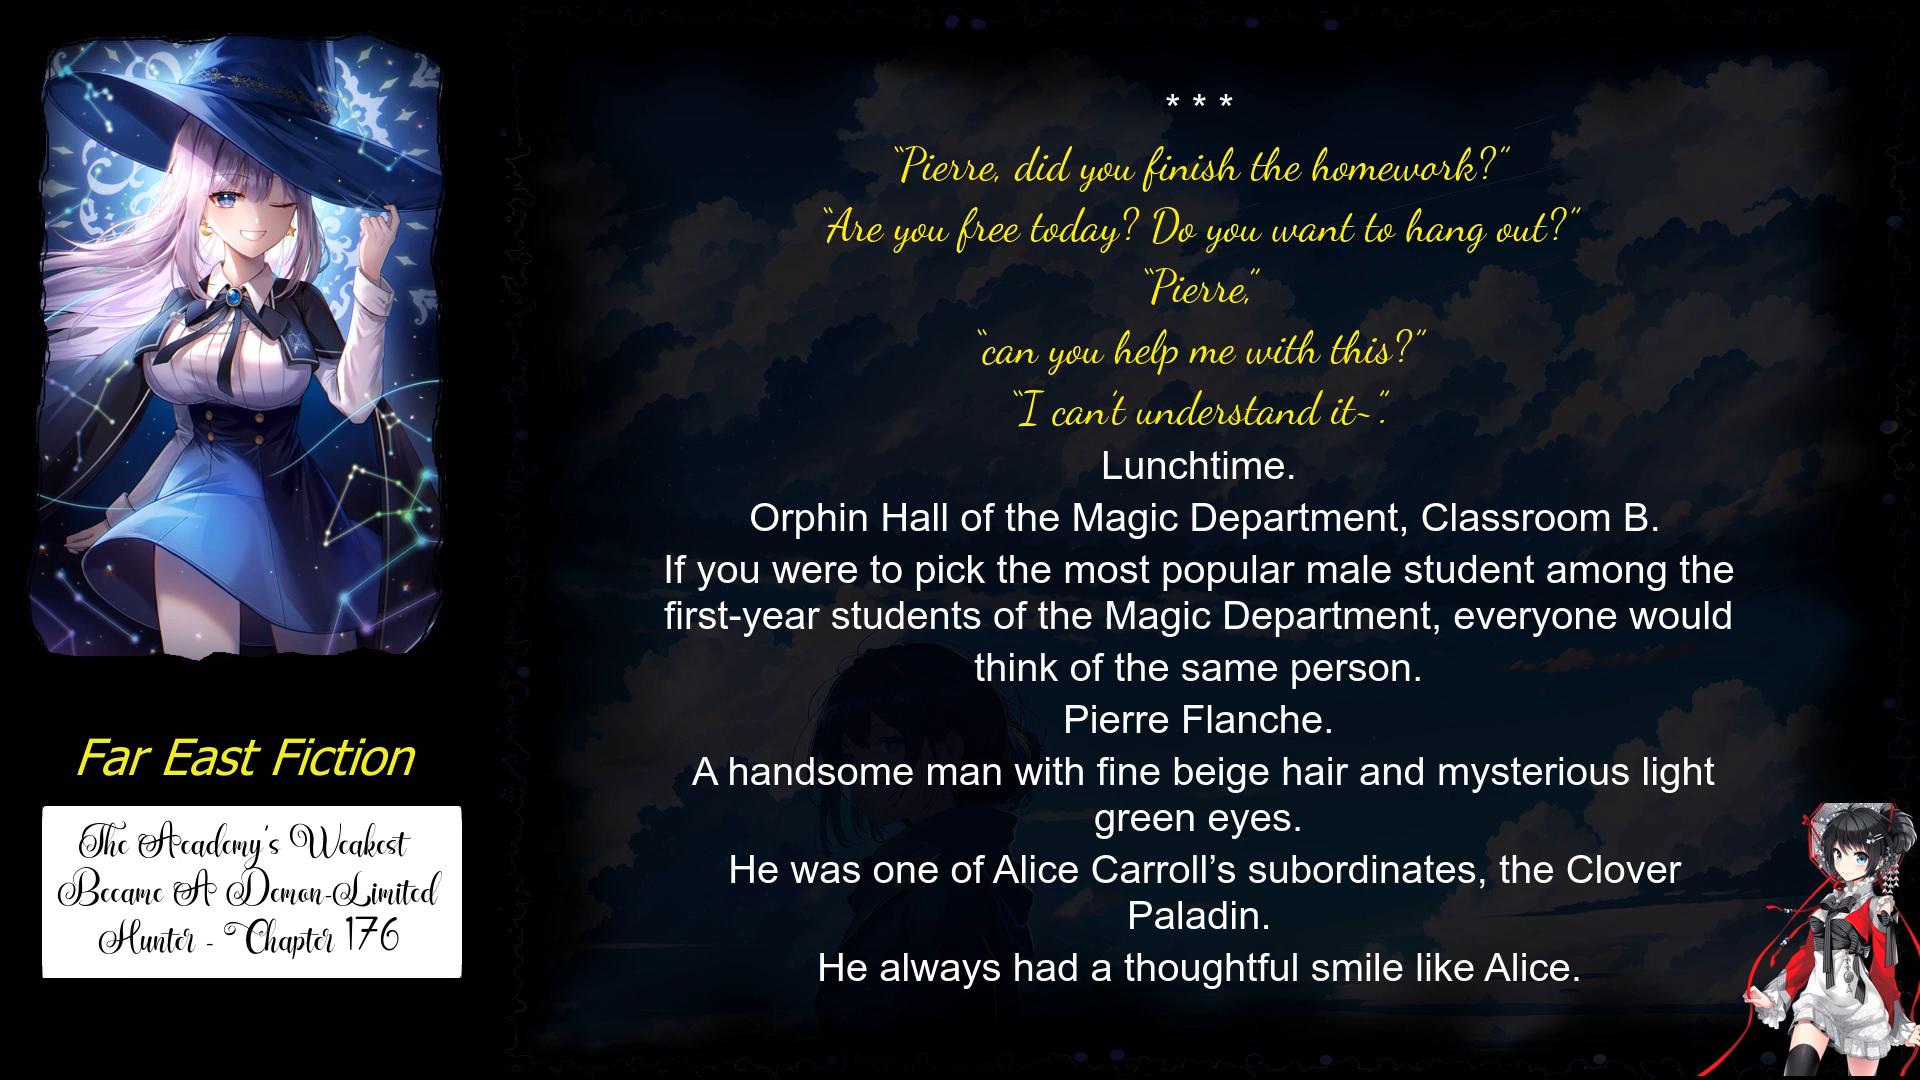 * * *
“Pierre, did you finish the homework?”
“Are you free today? Do you want to hang out?”
“Pierre,”
“can you help me with this?”
“I can’t understand it~”.
Lunchtime.
Orphin Hall of the Magic Department, Classroom B.
If you were to pick the most popular male student among the
first-year students of the Magic Department, everyone would
think of the same person.
Pierre Flanche.
A handsome man with fine beige hair and mysterious light
green eyes.
He was one of Alice Carroll’s subordinates, the Clover
Paladin.
He always had a thoughtful smile like Alice.
Far East Fiction
The Academy's Weakest
Became A Demon-Limited
Hunter - Chapter 176